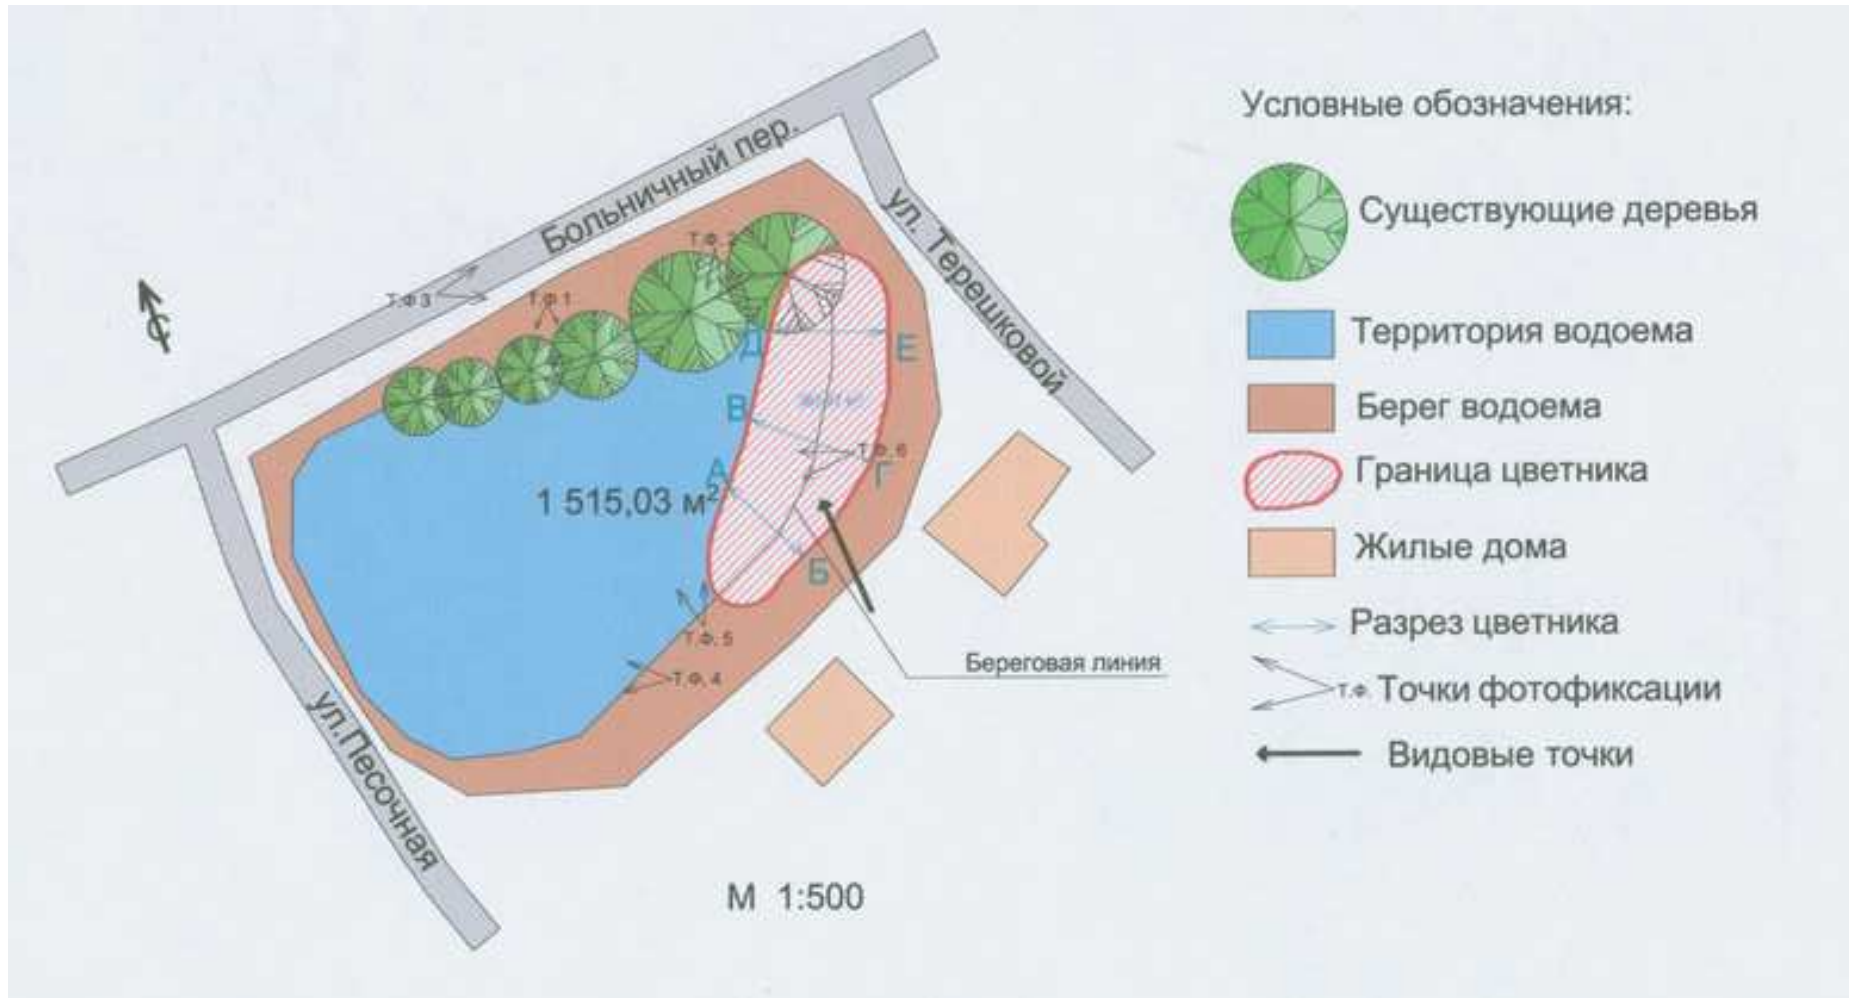 Условные обозначения:
Существующие деревья
Территория водоема
Берег водоема
Граница цветника
Жилые дома
Разрез цветника
Т.Ф. Точки фотофиксации
Видовые точки
Больничный пер.
ул. Терешковой
ул.Песочная
С
Т.Ф. 2
Т.Ф 3
Т.Ф 1
Д
Е
В
Т.Ф. 6
А
Г
1 515,03 м²
Б
Т.Ф. 5
Т.Ф. 4
Береговая линия
М 1:500